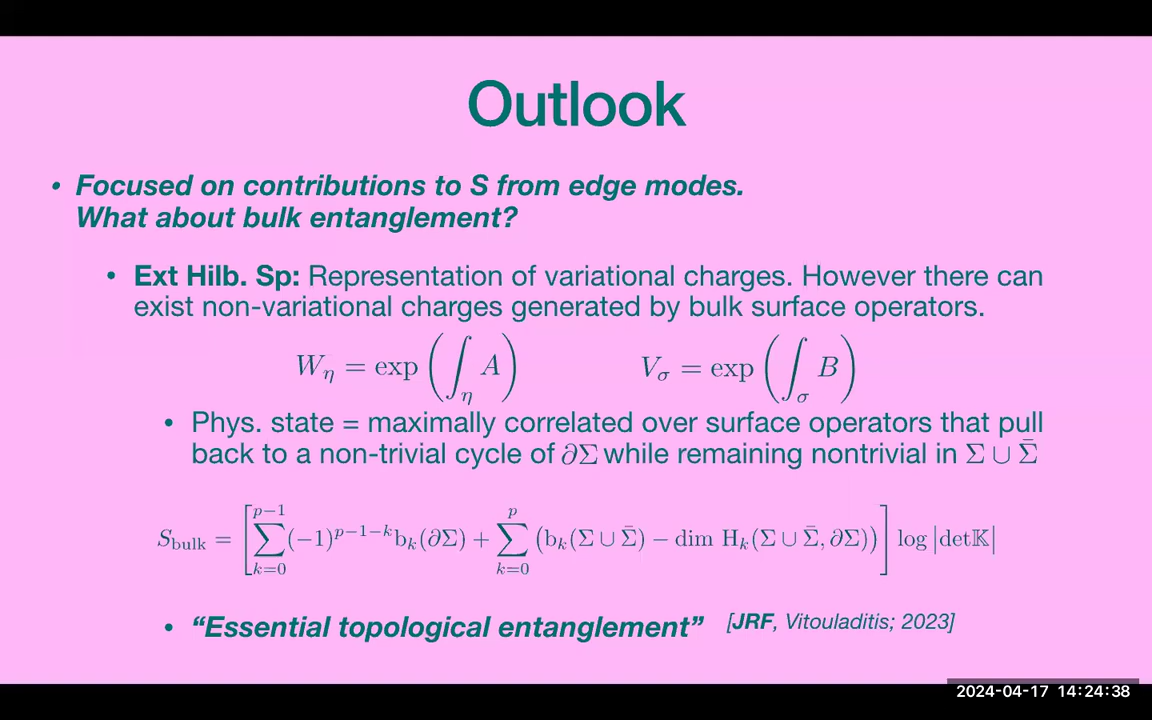 Outlook
• Focused on contributions to S from edge modes.
What about bulk entanglement?
• Ext Hilb. Sp: Representation of variational charges. However there can
exist non-variational charges generated by bulk surface operators.
W_η = exp(∫_η A)    V_σ = exp(∫_σ B)
• Phys. state = maximally correlated over surface operators that pull
back to a non-trivial cycle of ∂Σ while remaining nontrivial in Σ ∪ Σ̄
S_bulk = [∑_{k=0}^{p−1} (−1)^{p−1−k} b_k(∂Σ) + ∑_{k=0}^{p} (b_k(Σ ∪ Σ̄) − dim H_k(Σ ∪ Σ̄, ∂Σ))] log |det𝕂|
• “Essential topological entanglement” [JRF, Vitouladitis; 2023]
2024-04-17 14:24:38